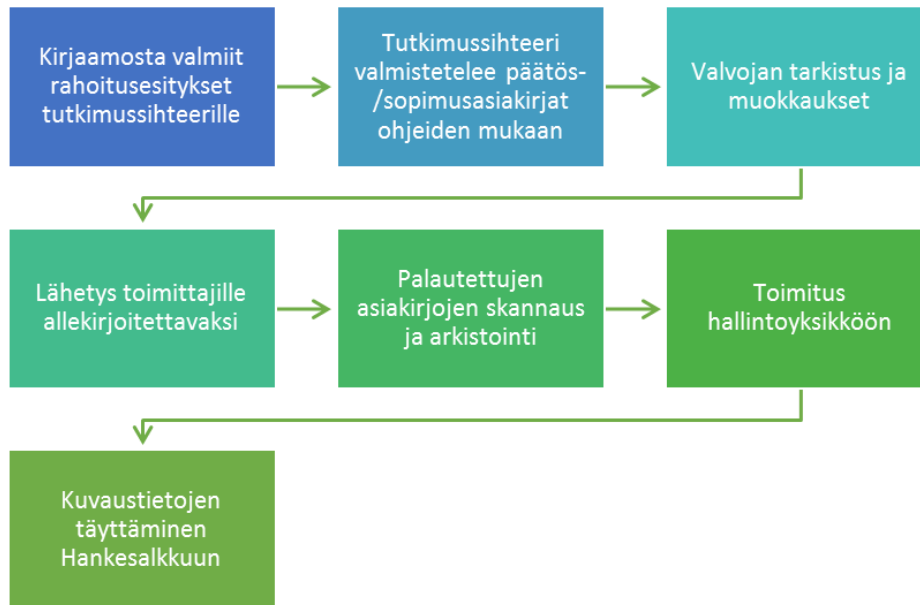 Kirjaamosta valmiit
rahoitusesitykset
tutkimussihteerille
Tutkimussihteeri
valmistelee päätös-
/sopimusasiakirjat
ohjeiden mukaan
Valvojan tarkistus ja
muokkaukset
Lähetys toimittajille
allekirjoitettavaksi
Palautettujen
asiakirjojen skannaus
ja arkistointi
Toimitus
hallintoyksikköön
Kuvaustietojen
täyttäminen
Hankesalkkuun